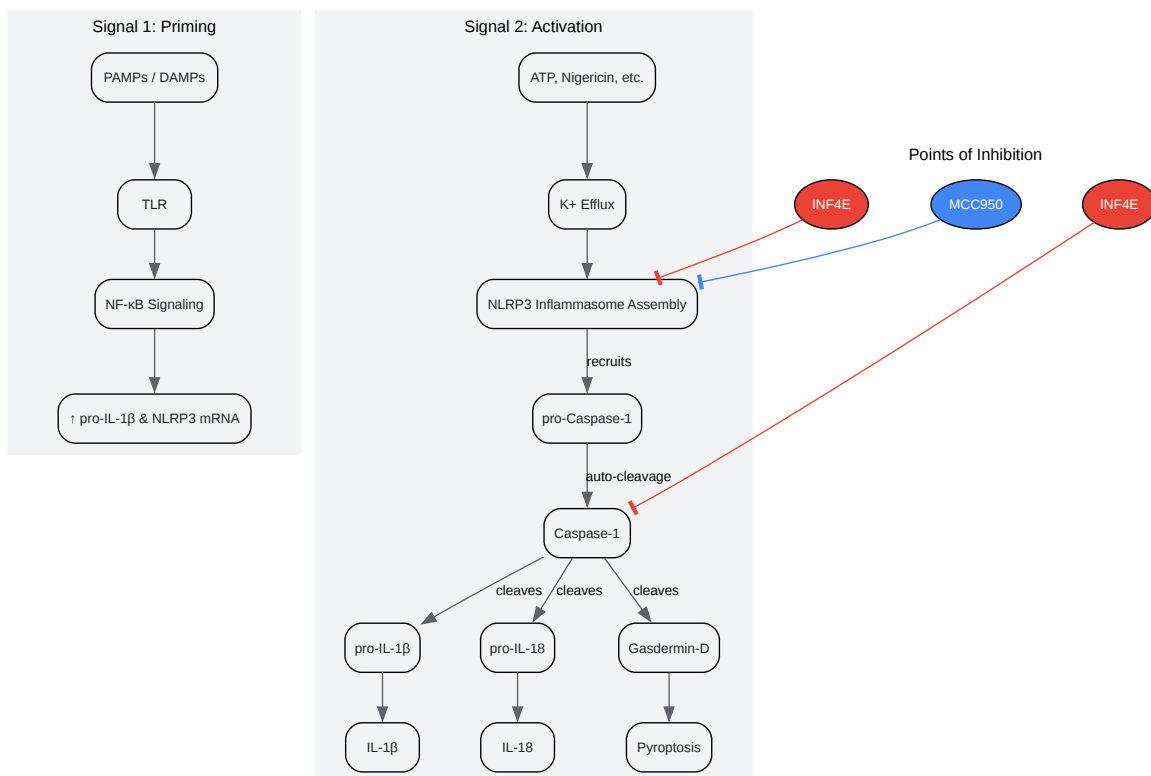 Signal 1: Priming
PAMPs / DAMPs
TLR
NF-κB Signaling
↑ pro-IL-1β & NLRP3 mRNA
Signal 2: Activation
ATP, Nigericin, etc.
K+ Efflux
NLRP3 Inflammasome Assembly
recruits
pro-Caspase-1
auto-cleavage
Caspase-1
cleaves
cleaves
cleaves
pro-IL-1β
pro-IL-18
Gasdermin-D
IL-1β
IL-18
Pyroptosis
Points of Inhibition
INF4E
MCC950
INF4E